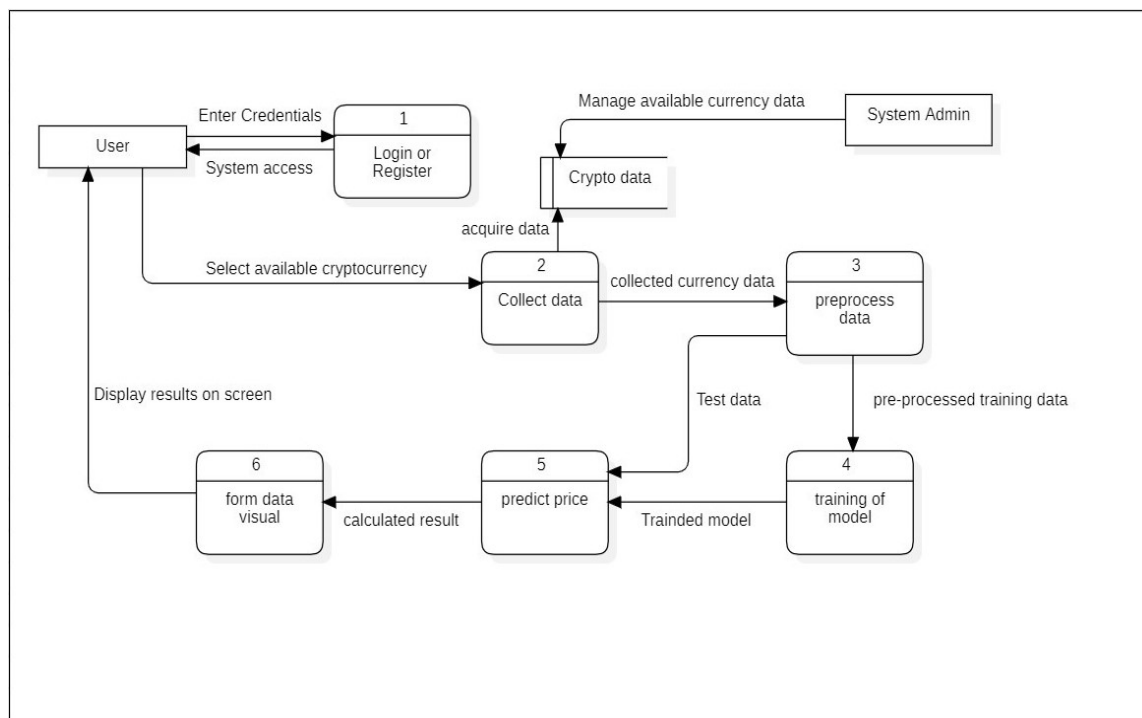 Manage available currency data
System Admin
Enter Credentials
1
User
Login or
Register
System access
Crypto data
acquire data
Select available cryptocurrency
2
Collect data
collected currency data
3
preprocess
data
Display results on screen
Test data
pre-processed training data
6
form data
visual
calculated result
5
predict price
Trainded model
4
training of
model